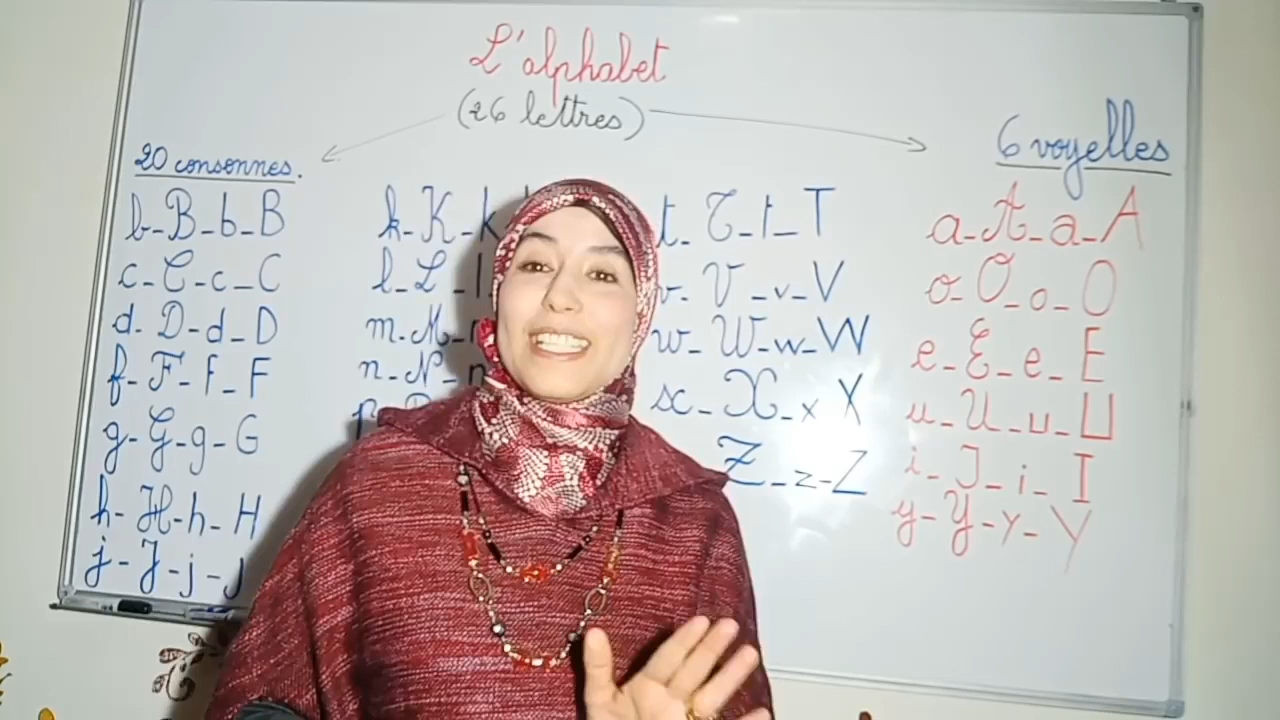 L'alphabet
(26 lettres)
20 consonnes.
b-B-b-B
c-C-c-C
d-D-d-D
f-F-f-F
g-G-g-G
h-H-h-H
j-J-j-J
k-K-k
l-L-l
m-M-m
n-N-n
t-T-t-T
v-V-v-V
w-W-w-W
x-X-x X
Z-z-Z
6 voyelles
a-A-a-A
o-O-o-O
e-E-e-E
u-U-u-U
i-I-i-I
y-Y-y-Y